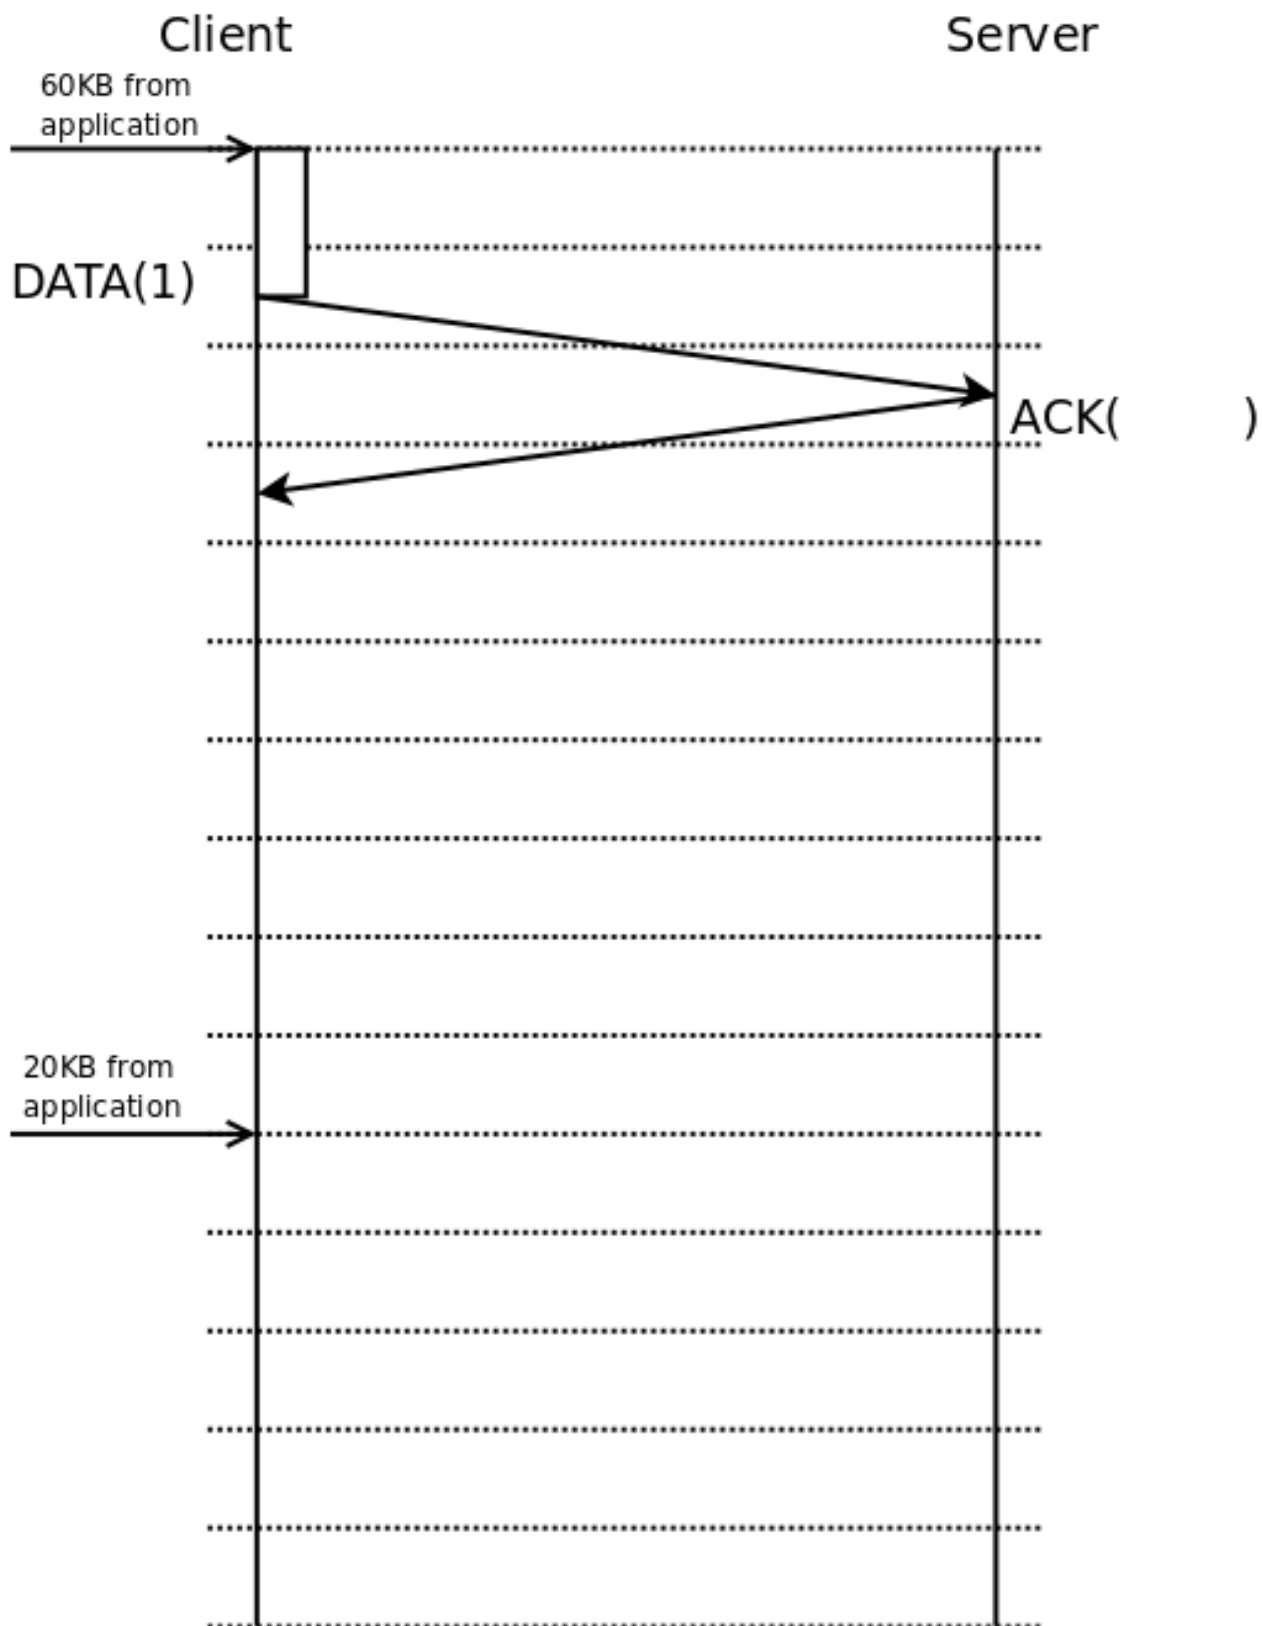 Client
Server
60KB from
application
DATA(1)
ACK( )
20KB from
application